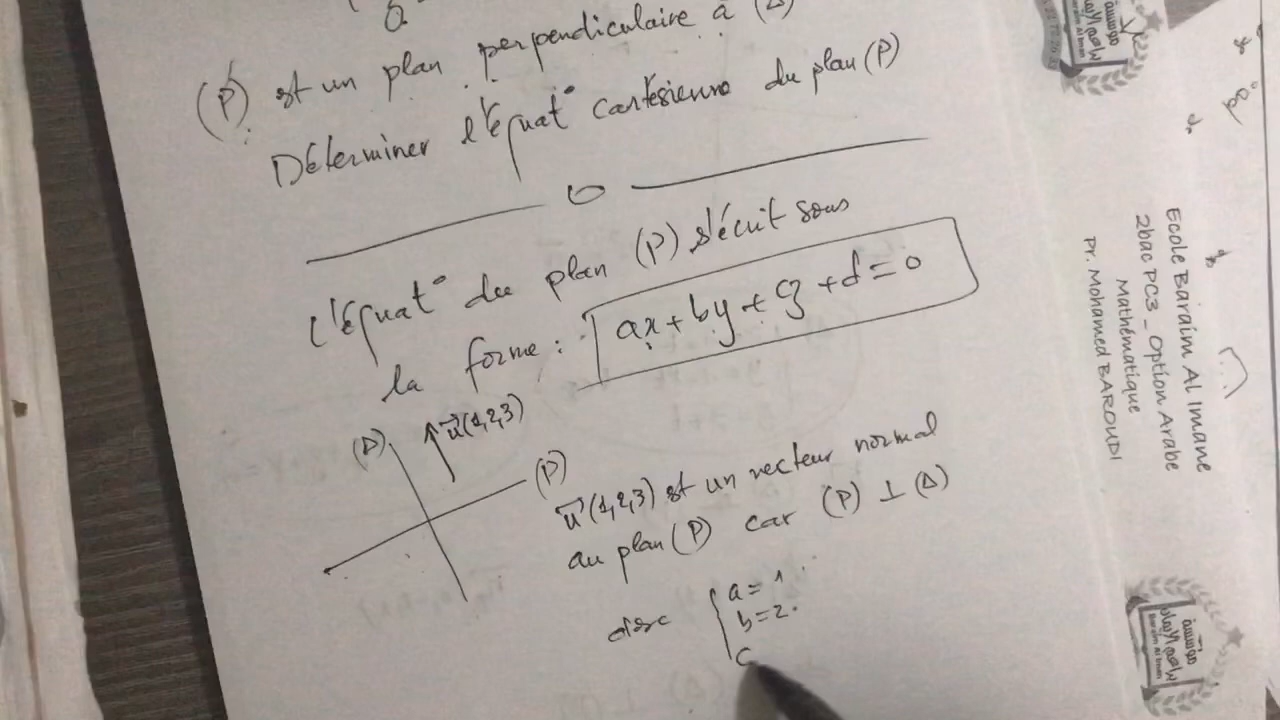 (P) est un plan perpendiculaire à (Δ)
Déterminer l'équat° cartésienne du plan (P)
L'équat° du plan (P) s'écrit sous
la forme : ax+by+cz+d=0
(Δ) u(1,2,3)
(P)
u(1,2,3) est un vecteur normal
au plan (P) car (P) ⊥ (Δ)
donc { a=1
b=2
c
Ecole Baraim Al Imane
2bac PC3 _ Option Arabe
Mathématique
Pr. Mohamed BAROUDI